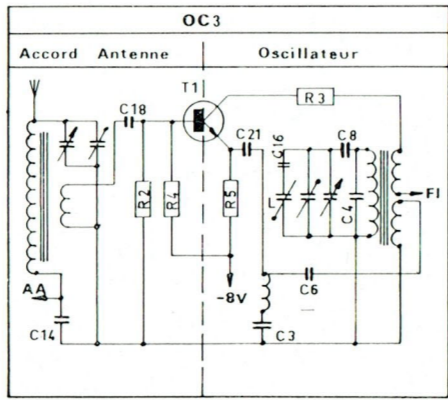 OC3
Accord Antenne Oscillateur
T1
R3
C18
C21
C16
C8
R2
R4
R5
L
C4
FI
AA
-8V
C6
C14
C3